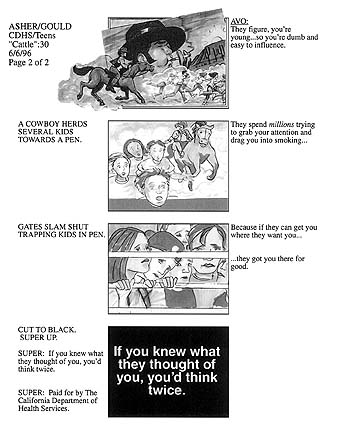 ASHER/GOULD
CDHS/Teens
"Cattle":30
6/6/96
Page 2 of 2
AVO:
They figure, you're
young...so you're dumb and
easy to influence.
A COWBOY HERDS
SEVERAL KIDS
TOWARDS A PEN.
They spend millions trying
to grab your attention and
drag you into smoking...
GATES SLAM SHUT
TRAPPING KIDS IN PEN.
Because if they can get you
where they want you...
...they got you there for
good.
CUT TO BLACK.
SUPER UP.
SUPER: If you knew what
they thought of you, you'd
think twice.
SUPER: Paid for by The
California Department of
Health Services.
If you knew what
they thought of
you, you'd think
twice.